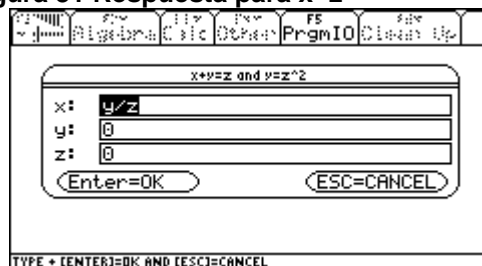 gura 31 Respuesta para x^2
Algebra Calc Other PrgmIO Clean Up
F5
x+y=z and y=z^2
x: y/z
y: 0
z: 0
Enter=OK ESC=CANCEL
TYPE + [ENTER]=OK AND [ESC]=CANCEL